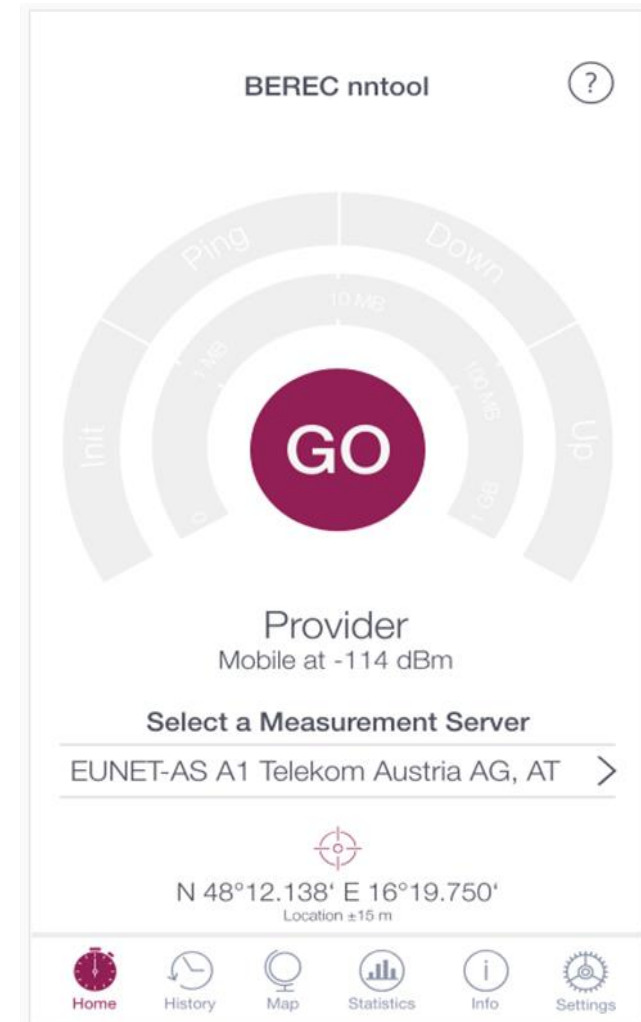 BEREC nntool
?
Ping
Down
10 MB
1 MB
100 MB
Init
Up
0
1 GB
GO
Provider
Mobile at -114 dBm
Select a Measurement Server
EUNET-AS A1 Telekom Austria AG, AT
N 48°12.138‘ E 16°19.750‘
Location ±15 m
i
Home History Map Statistics Info Settings